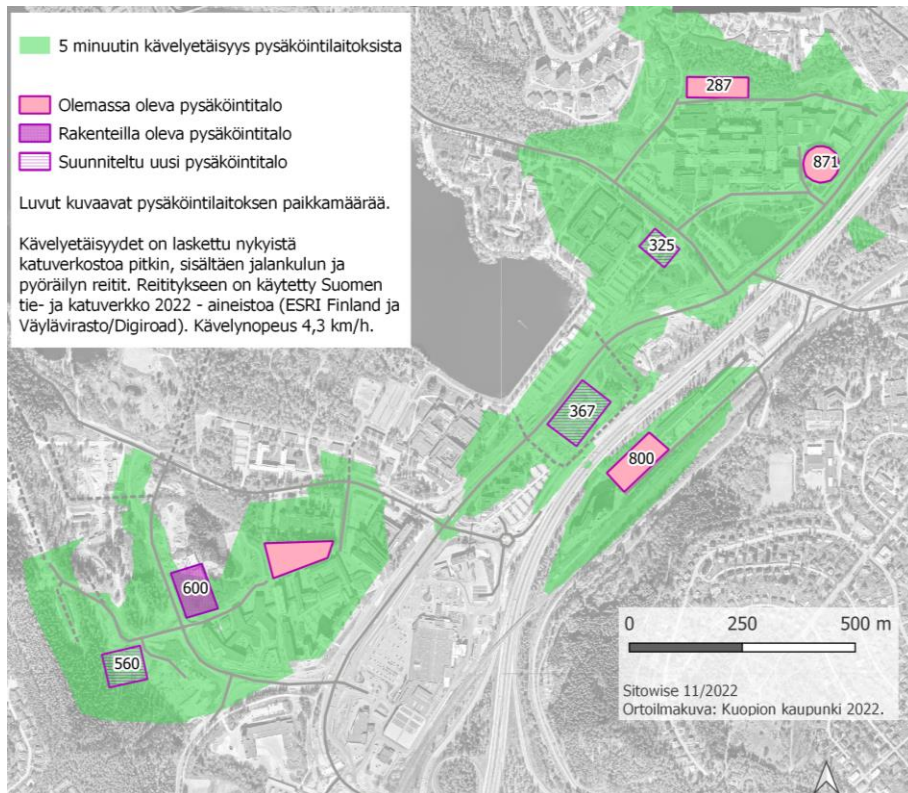 5 minuutin kävelyetäisyys pysäköintilaitoksista
Olemassa oleva pysäköintitalo
Rakenteilla oleva pysäköintitalo
Suunniteltu uusi pysäköintitalo
Luvut kuvaavat pysäköintilaitoksen paikkamäärää.
Kävelyetäisyydet on laskettu nykyistä
katuverkostoa pitkin, sisältäen jalankulun ja
pyöräilyn reitit. Reititykseen on käytetty Suomen
tie- ja katuverkko 2022 - aineistoa (ESRI Finland ja
Väylävirasto/Digiroad). Kävelynopeus 4,3 km/h.
287
871
325
367
800
600
560
0 250 500 m
Sitowise 11/2022
Ortoilmakuva: Kuopion kaupunki 2022.